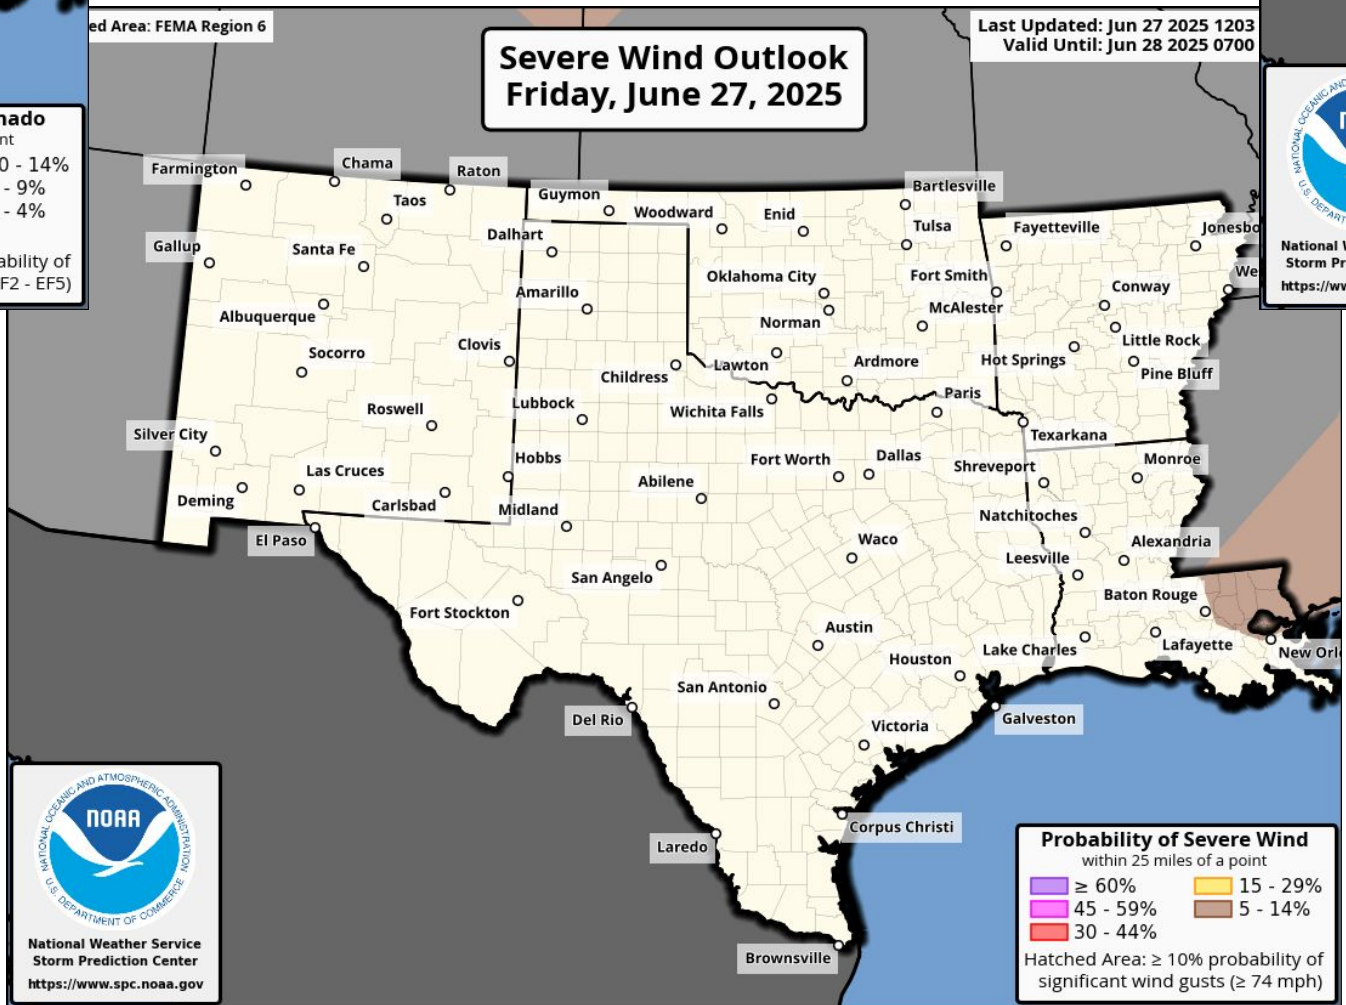 ed Area: FEMA Region 6
Severe Wind Outlook
Friday, June 27, 2025
Last Updated: Jun 27 2025 1203
Valid Until: Jun 28 2025 0700
nado
nt
0 - 14%
- 9%
- 4%
ability of
F2 - EF5)
Farmington
Chama
Raton
Taos
Guymon
Woodward
Enid
Bartlesville
Tulsa
Fayetteville
Jonesbo
Gallup
Santa Fe
Dalhart
Oklahoma City
Fort Smith
We
Amarillo
Conway
Albuquerque
McAlester
Norman
Socorro
Clovis
Little Rock
Childress
Lawton
Ardmore
Hot Springs
Pine Bluff
Roswell
Lubbock
Wichita Falls
Paris
Silver City
Texarkana
Las Cruces
Hobbs
Fort Worth
Dallas
Shreveport
Monroe
Deming
Carlsbad
Midland
Abilene
Natchitoches
El Paso
Waco
Leesville
Alexandria
San Angelo
Baton Rouge
Fort Stockton
Austin
Houston
Lake Charles
Lafayette
New Orle
San Antonio
Del Rio
Victoria
Galveston
Corpus Christi
Laredo
Brownsville
NATIONAL OCEANIC AND ATMOSPHERIC ADMINISTRATION
NOAA
U.S. DEPARTMENT OF COMMERCE
National Weather Service
Storm Prediction Center
https://www.spc.noaa.gov
Probability of Severe Wind
within 25 miles of a point
≥ 60%
15 - 29%
45 - 59%
5 - 14%
30 - 44%
Hatched Area: ≥ 10% probability of
significant wind gusts (≥ 74 mph)
NATIONAL OCEANIC AND
U.S. DEPART
National W
Storm Pr
https://ww